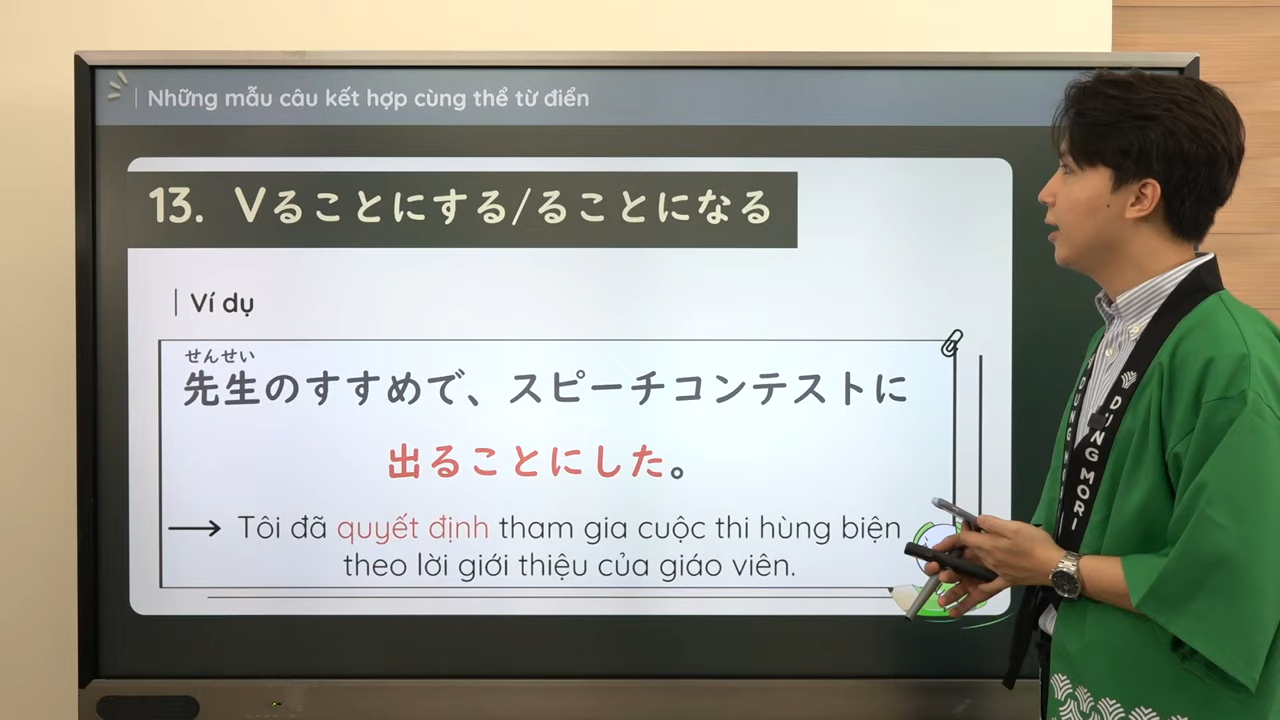 Những mẫu câu kết hợp cùng thể từ điển
13. Vることにする/ることになる
Ví dụ
せんせい
先生のすすめで、スピーチコンテストに
出ることにした。
Tôi đã quyết định tham gia cuộc thi hùng biện
theo lời giới thiệu của giáo viên.
DUNG MORI
DUNG MORI